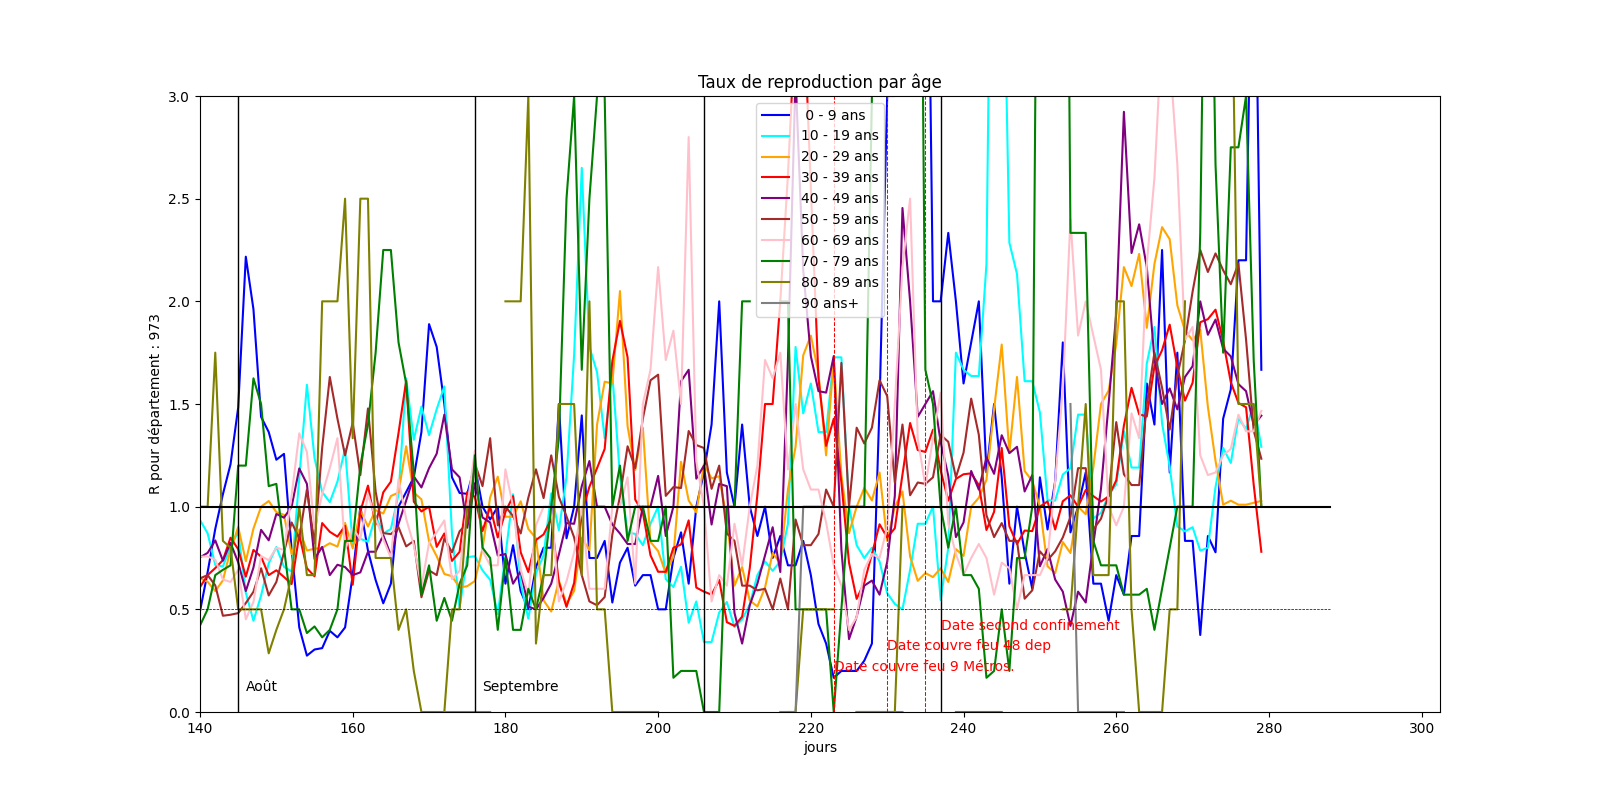 Taux de reproduction par âge
R pour département : 973
3.0
2.5
2.0
1.5
1.0
0.5
0.0
0 - 9 ans
10 - 19 ans
20 - 29 ans
30 - 39 ans
40 - 49 ans
50 - 59 ans
60 - 69 ans
70 - 79 ans
80 - 89 ans
90 ans+
Date second confinement
Date couvre feu 48 dep
Date couvre feu 9 Métros.
Août
Septembre
140 160 180 200 220 240 260 280 300
jours